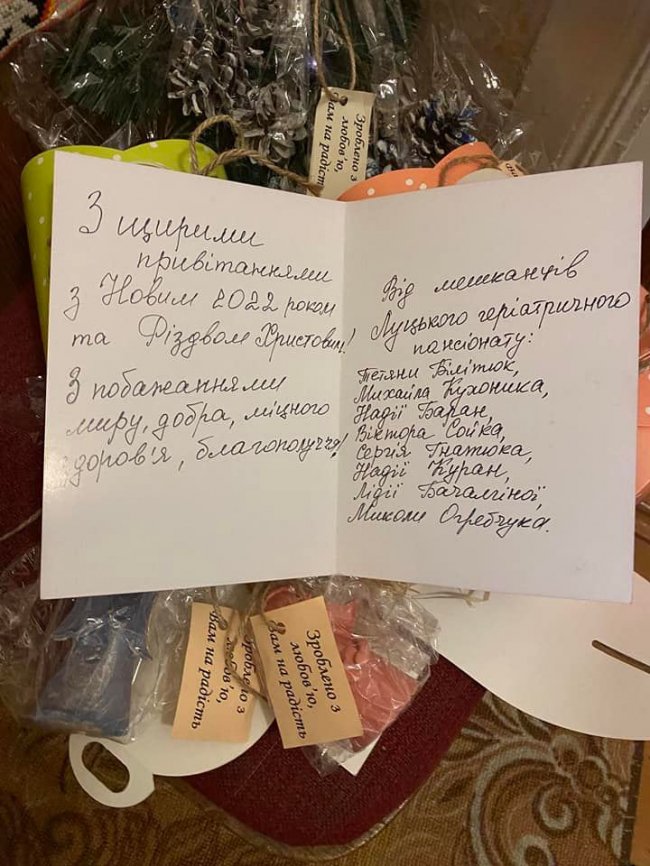 Зроблено з
любов'ю,
Вам на радість
З щирими
привітаннями
з Новим 2022 роком
та Різдвом Христовим!
З побажаннями
миру, добра, міцного
здоров'я, благополуччя!
Від мешканців
Луцького геріатричного
пансіонату:
Тетяни Білітюк,
Михайла Кухоника,
Надії Баран,
Віктора Сойка,
Сергія Гнатюка,
Надії Куран,
Лідії Бачалгіної,
Миколи Огребчука.
Зроблено з
любов'ю,
Вам на радість
Зроблено з
любов'ю,
Вам на радість